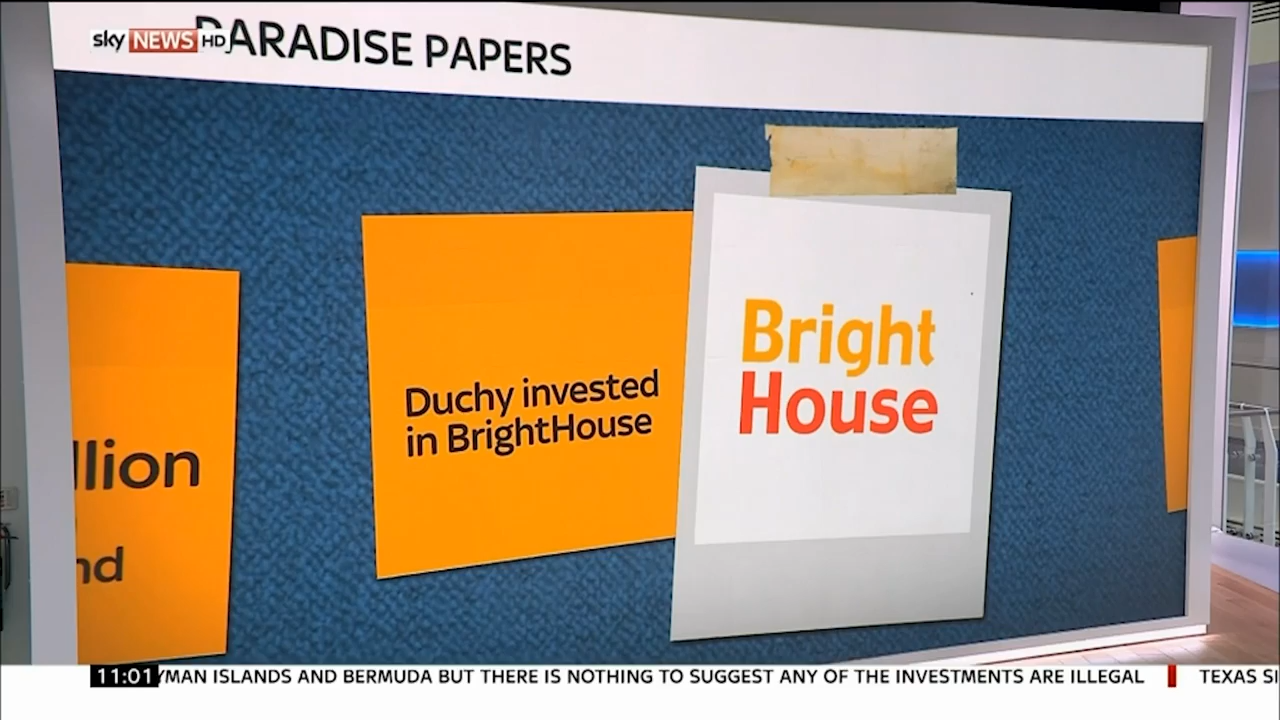 sky NEWS HD
PARADISE PAPERS
Duchy invested
in BrightHouse
Bright
House
llion
nd
11:01
YMAN ISLANDS AND BERMUDA BUT THERE IS NOTHING TO SUGGEST ANY OF THE INVESTMENTS ARE ILLEGAL
TEXAS SI